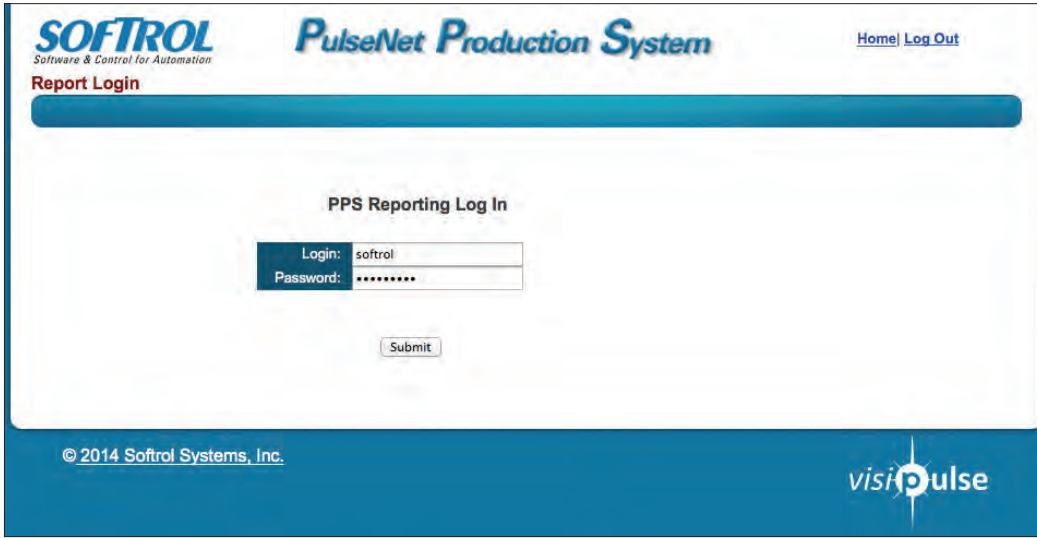 SOFTROL
Software & Control for Automation
PulseNet Production System
Home| Log Out
Report Login
PPS Reporting Log In
Login: softrol
Password: •••••••••
Submit
© 2014 Softrol Systems, Inc.
visipulse